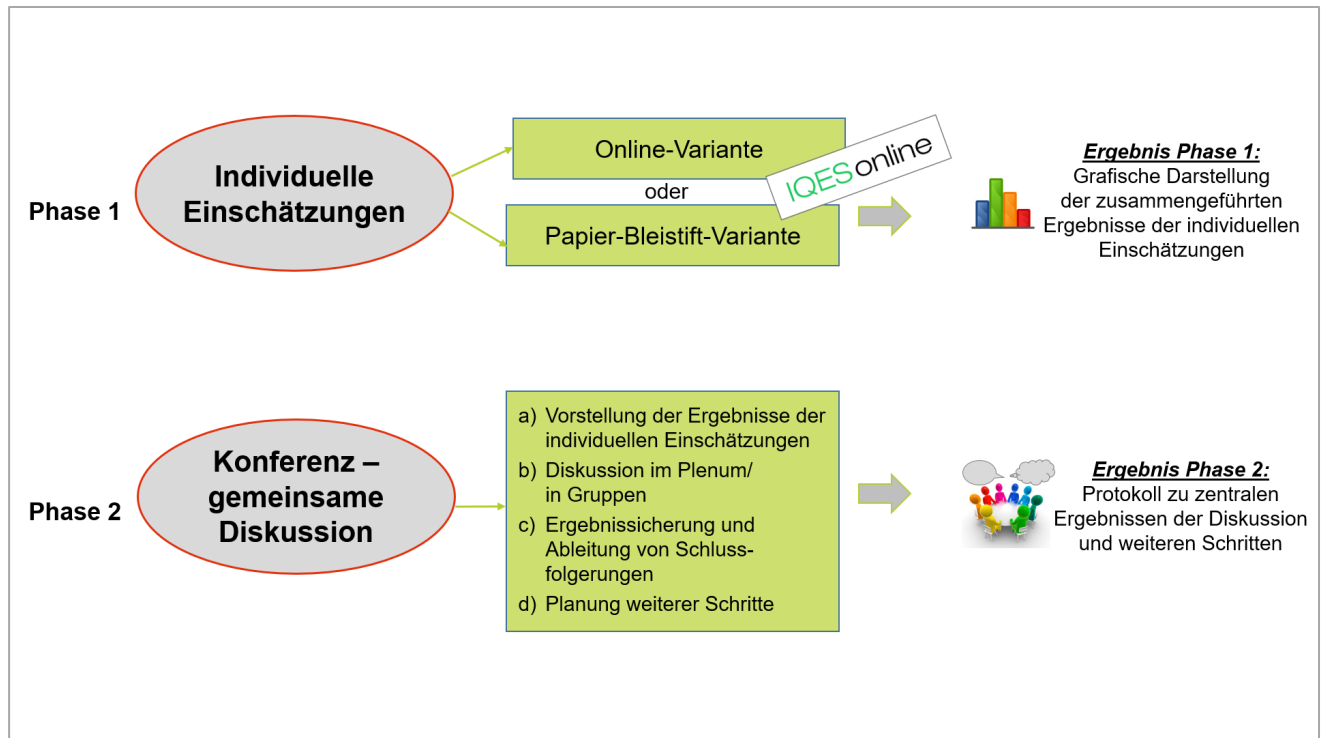 Phase 1
Individuelle
Einschätzungen
Online-Variante
oder
Papier-Bleistift-Variante
IQES online
Ergebnis Phase 1:
Grafische Darstellung
der zusammengeführten
Ergebnisse der individuellen
Einschätzungen
Phase 2
Konferenz –
gemeinsame
Diskussion
a) Vorstellung der Ergebnisse der
individuellen Einschätzungen
b) Diskussion im Plenum/
in Gruppen
c) Ergebnissicherung und
Ableitung von Schluss-
folgerungen
d) Planung weiterer Schritte
Ergebnis Phase 2:
Protokoll zu zentralen
Ergebnissen der Diskussion
und weiteren Schritten